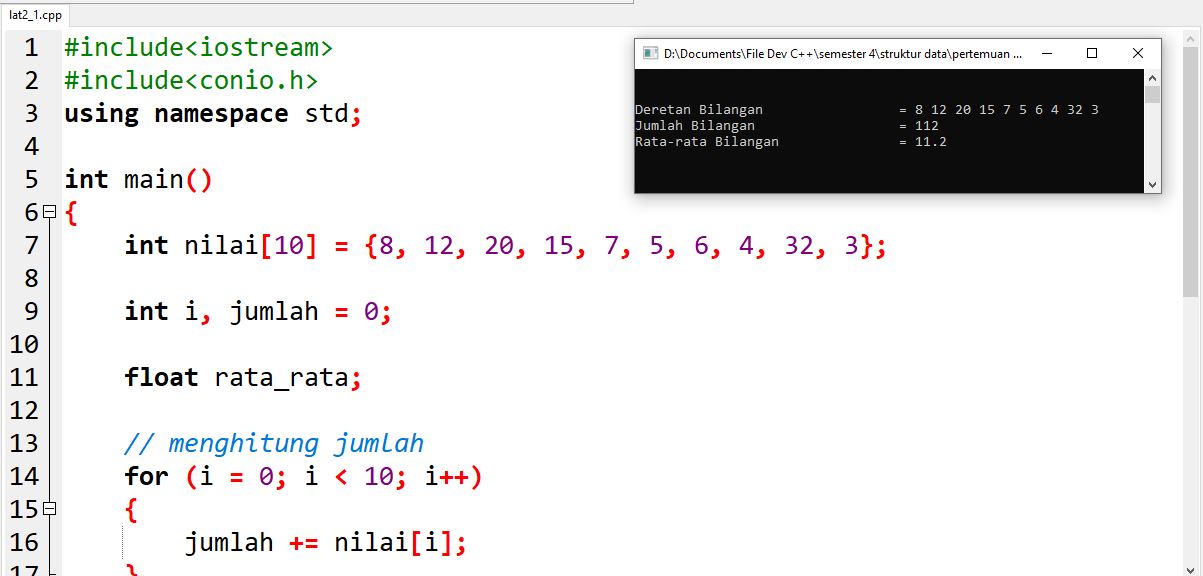 lat2_1.cpp
1 #include<iostream>
2 #include<conio.h>
3 using namespace std;
4
5 int main()
6 {
7     int nilai[10] = {8, 12, 20, 15, 7, 5, 6, 4, 32, 3};
8
9     int i, jumlah = 0;
10
11     float rata_rata;
12
13     // menghitung jumlah
14     for (i = 0; i < 10; i++)
15     {
16         jumlah += nilai[i];
17     }
D:\Documents\File Dev C++\semester 4\struktur data\pertemuan ...
Deretan Bilangan = 8 12 20 15 7 5 6 4 32 3
Jumlah Bilangan = 112
Rata-rata Bilangan = 11.2